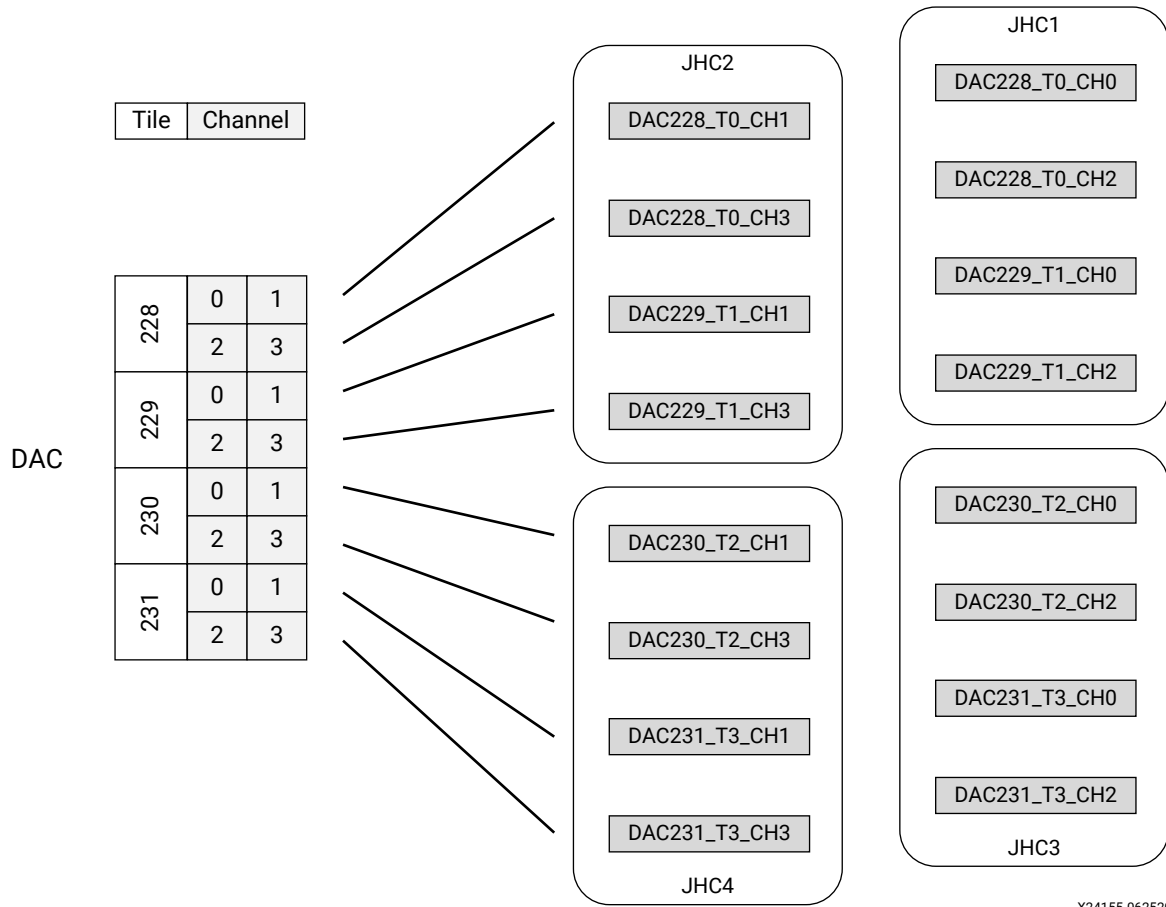 JHC1
DAC228_T0_CH0
DAC228_T0_CH2
DAC229_T1_CH0
DAC229_T1_CH2
JHC2
DAC228_T0_CH1
DAC228_T0_CH3
DAC229_T1_CH1
DAC229_T1_CH3
Tile Channel
DAC
228
0 1
2 3
229
0 1
2 3
230
0 1
2 3
231
0 1
2 3
DAC230_T2_CH1
DAC230_T2_CH3
DAC231_T3_CH1
DAC231_T3_CH3
JHC4
DAC230_T2_CH0
DAC230_T2_CH2
DAC231_T3_CH0
DAC231_T3_CH2
JHC3